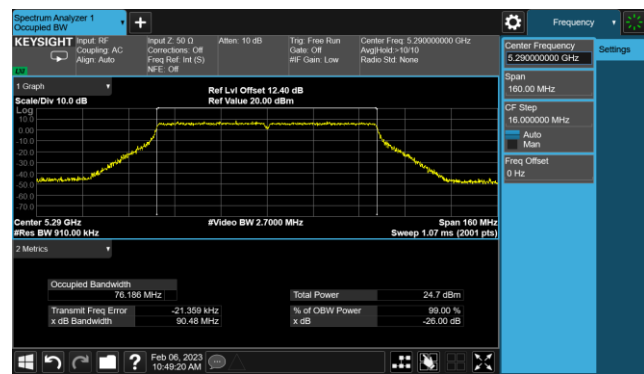 Spectrum Analyzer 1
Occupied BW
Frequency
KEYSIGHT
Input: RF
Coupling: AC
Align: Auto
Input Z: 50 Ω
Corrections: Off
Freq Ref: Int (S)
NFE: Off
Atten: 10 dB
Trig: Free Run
Gate: Off
#IF Gain: Low
Center Freq: 5.290000000 GHz
Avg|Hold:>10/10
Radio Std: None
Center Frequency
5.290000000 GHz
Settings
Span
160.00 MHz
CF Step
16.000000 MHz
Auto
Man
Freq Offset
0 Hz
1 Graph
Scale/Div 10.0 dB
Ref Lvl Offset 12.40 dB
Ref Value 20.00 dBm
Log
10.0
0.00
-10.0
-20.0
-30.0
-40.0
-50.0
-60.0
-70.0
Center 5.29 GHz
#Res BW 910.00 kHz
#Video BW 2.7000 MHz
Span 160 MHz
Sweep 1.07 ms (2001 pts)
2 Metrics
Occupied Bandwidth
76.186 MHz
Total Power
24.7 dBm
Transmit Freq Error
-21.359 kHz
% of OBW Power
99.00 %
x dB Bandwidth
90.48 MHz
x dB
-26.00 dB
?
Feb 06, 2023
10:49:20 AM